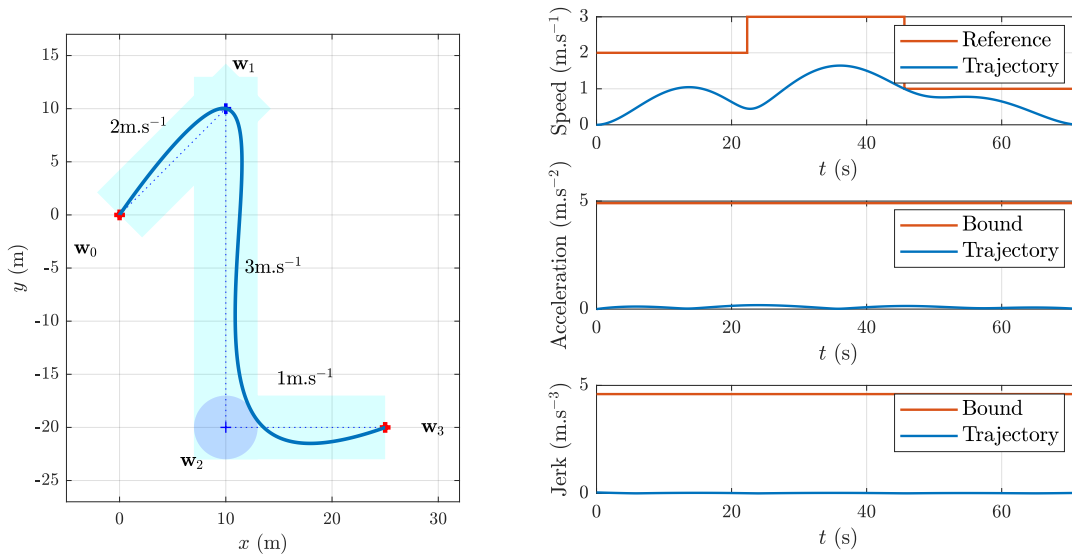 15
10
5
0
-5
-10
-15
-20
-25
y (m)
0
10
20
30
x (m)
w₁
2m.s⁻¹
w₀
3m.s⁻¹
1m.s⁻¹
w₃
w₂
Speed (m.s⁻¹)
3
2
1
0
Reference
Trajectory
0
20
40
60
t (s)
Acceleration (m.s⁻²)
5
0
Bound
Trajectory
0
20
40
60
t (s)
Jerk (m.s⁻³)
5
0
Bound
Trajectory
0
20
40
60
t (s)